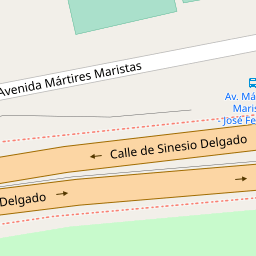 Avenida Mártires Maristas
Av. Má
Maris
- José Fe
Calle de Sinesio Delgado
Delgado